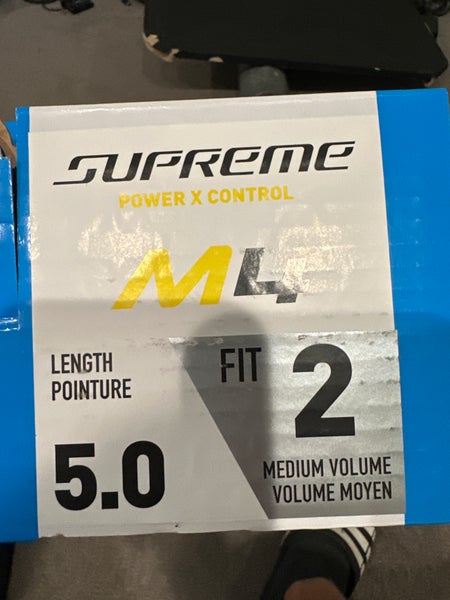 SUPREME
POWER X CONTROL
M4
LENGTH
POINTURE
5.0
FIT 2
MEDIUM VOLUME
VOLUME MOYEN